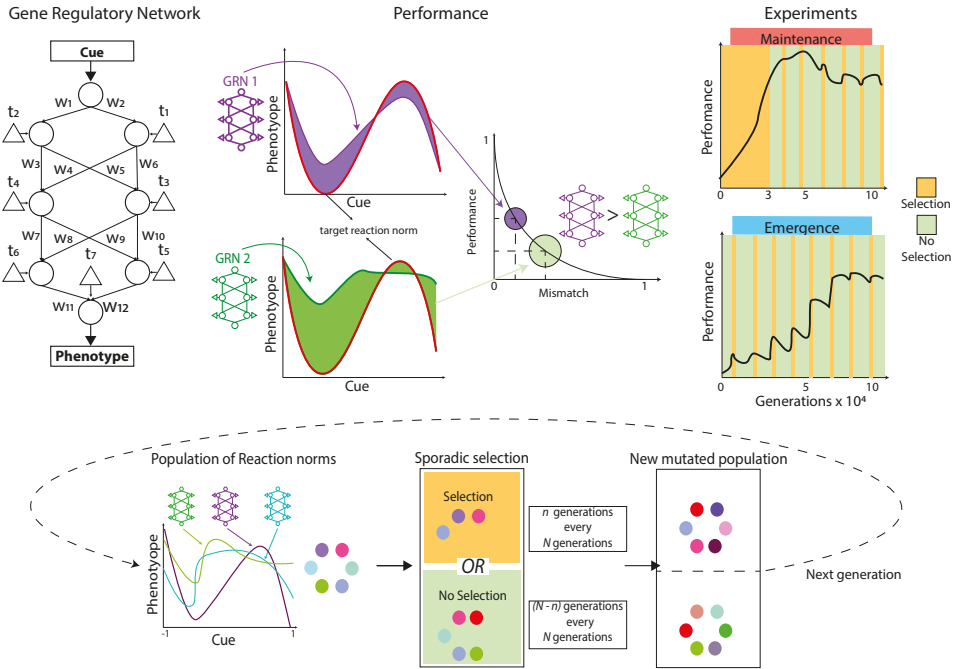 Gene Regulatory Network
Cue
W1
W2
t2
t1
W3
W4
W5
W6
t4
t3
W7
W8
W9
W10
t6
t7
t5
W11
W12
Phenotype
Performance
GRN 1
Phenotyope
Cue
target reaction norm
GRN 2
Phenotyope
Cue
1
Performance
0
Mismatch
1
>
Experiments
Maintenance
Perfomance
0
3
5
10
Selection
No
Selection
Emergence
Performance
0
5
10
Generations x 10⁴
Population of Reaction norms
Phenotyope
-1
Cue
1
Sporadic selection
Selection
OR
No Selection
n generations
every
N generations
(N - n) generations
every
N generations
New mutated population
Next generation